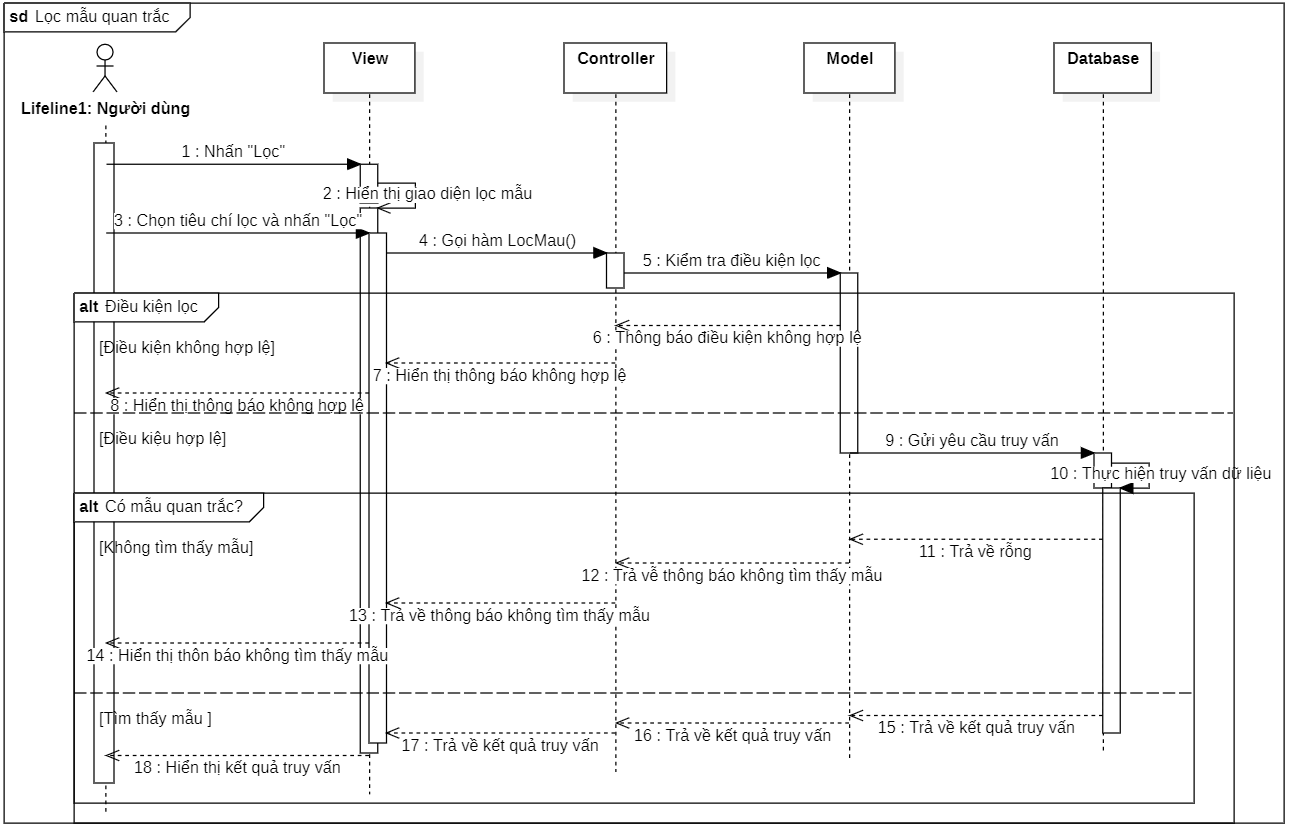 sd Lọc mẫu quan trắc
View
Controller
Model
Database
Lifeline1: Người dùng
1 : Nhấn "Lọc"
2 : Hiển thị giao diện lọc mẫu
3 : Chọn tiêu chí lọc và nhấn "Lọc"
4 : Gọi hàm LocMau()
5 : Kiểm tra điều kiện lọc
alt Điều kiện lọc
6 : Thông báo điều kiện không hợp lệ
[Điều kiện không hợp lệ]
7 : Hiển thị thông báo không hợp lệ
8 : Hiển thị thông báo không hợp lệ
[Điều kiệu hợp lệ]
9 : Gửi yêu cầu truy vấn
10 : Thực hiện truy vấn dữ liệu
alt Có mẫu quan trắc?
[Không tìm thấy mẫu]
11 : Trả về rỗng
12 : Trả vễ thông báo không tìm thấy mẫu
13 : Trả về thông báo không tìm thấy mẫu
14 : Hiển thị thôn báo không tìm thấy mẫu
[Tìm thấy mẫu ]
15 : Trả về kết quả truy vấn
16 : Trả về kết quả truy vấn
17 : Trả về kết quả truy vấn
18 : Hiển thị kết quả truy vấn